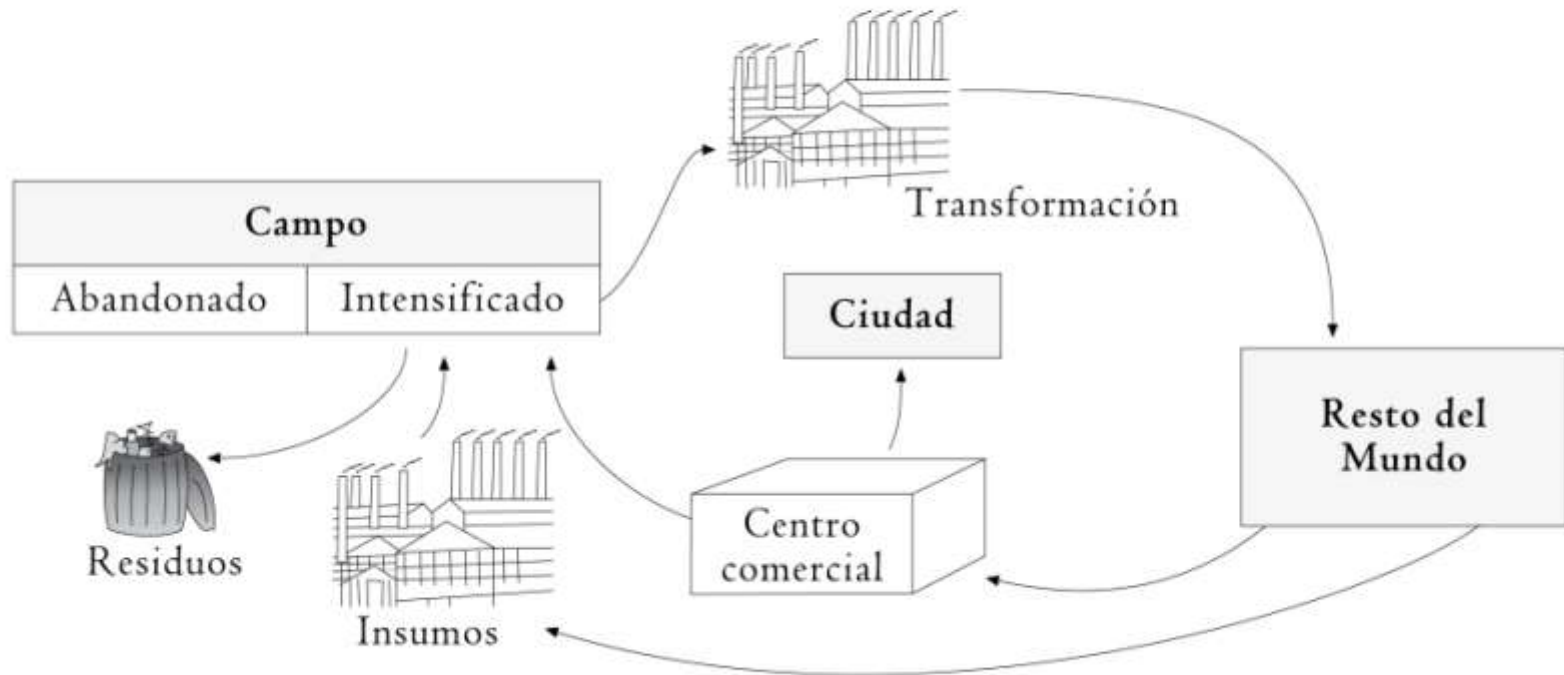 Transformación
Campo
Abandonado
Intensificado
Ciudad
Resto del
Mundo
Centro
comercial
Residuos
Insumos